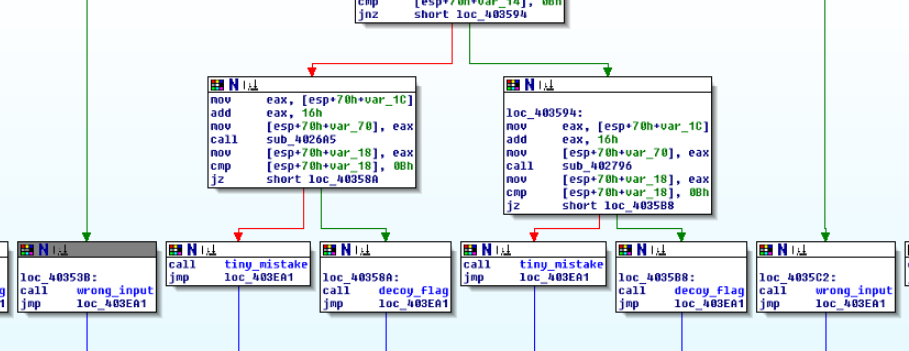 cmp     [esp+70h+var_14], 0Bh
jnz     short loc_403594
mov     eax, [esp+70h+var_1C]
add     eax, 16h
mov     [esp+70h+var_70], eax
call    sub_4026A5
mov     [esp+70h+var_18], eax
cmp     [esp+70h+var_18], 0Bh
jz      short loc_40358A
loc_403594:
mov     eax, [esp+70h+var_1C]
add     eax, 16h
mov     [esp+70h+var_70], eax
call    sub_402796
mov     [esp+70h+var_18], eax
cmp     [esp+70h+var_18], 0Bh
jz      short loc_4035B8
loc_40353B:
call    wrong_input
jmp     loc_403EA1
call    tiny_mistake
jmp     loc_403EA1
loc_40358A:
call    decoy_flag
jmp     loc_403EA1
call    tiny_mistake
jmp     loc_403EA1
loc_4035B8:
call    decoy_flag
jmp     loc_403EA1
loc_4035C2:
call    wrong_input
jmp     loc_403EA1